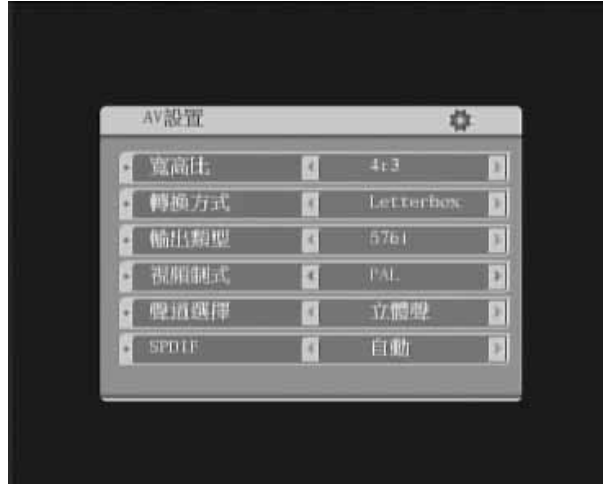 AV設置
寬高比 4:3
轉換方式 Letterbox
輸出類型 576i
視頻制式 PAL
聲道選擇 立體聲
SPDIF 自動